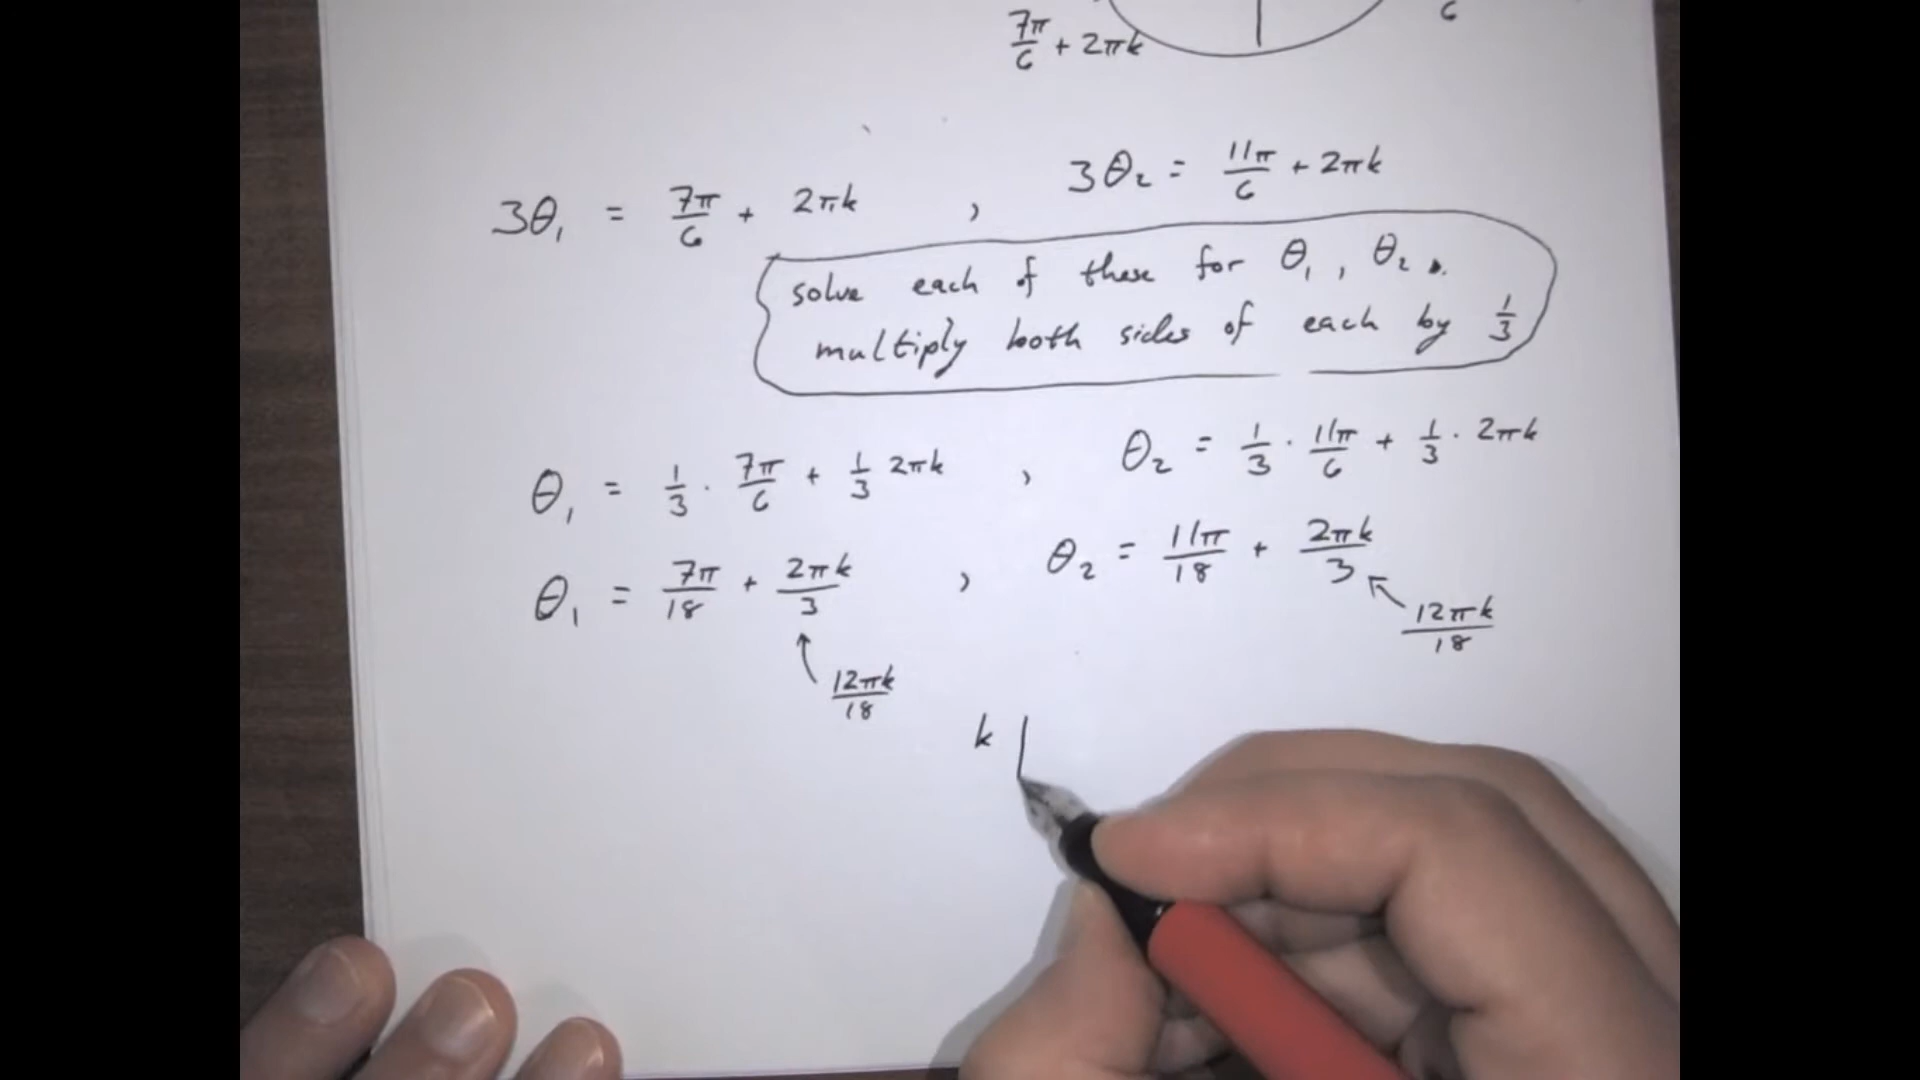 7π/6 + 2πk
6
3θ₁ = 7π/6 + 2πk , 3θ₂ = 11π/6 + 2πk
solve each of these for θ₁, θ₂.
multiply both sides of each by 1/3
θ₁ = 1/3 · 7π/6 + 1/3 2πk , θ₂ = 1/3 · 11π/6 + 1/3 · 2πk
θ₁ = 7π/18 + 2πk/3 , θ₂ = 11π/18 + 2πk/3
12πk/18
12πk/18
k